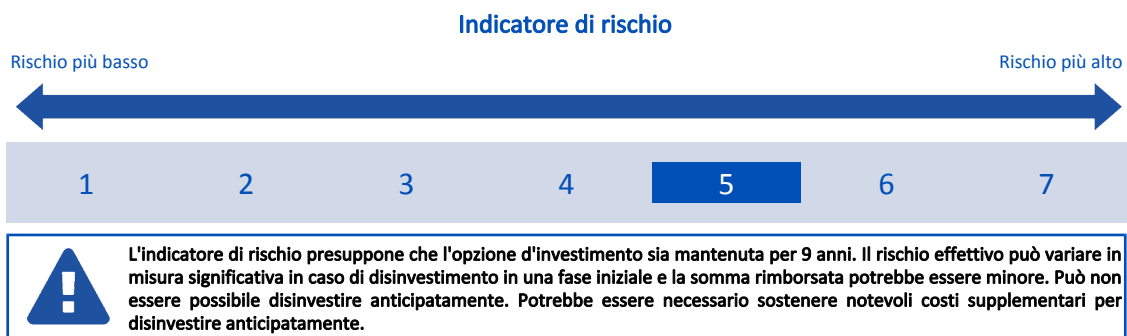 Indicatore di rischio
Rischio più basso
Rischio più alto
1 2 3 4 5 6 7
L'indicatore di rischio presuppone che l'opzione d'investimento sia mantenuta per 9 anni. Il rischio effettivo può variare in
misura significativa in caso di disinvestimento in una fase iniziale e la somma rimborsata potrebbe essere minore. Può non
essere possibile disinvestire anticipatamente. Potrebbe essere necessario sostenere notevoli costi supplementari per
disinvestire anticipatamente.